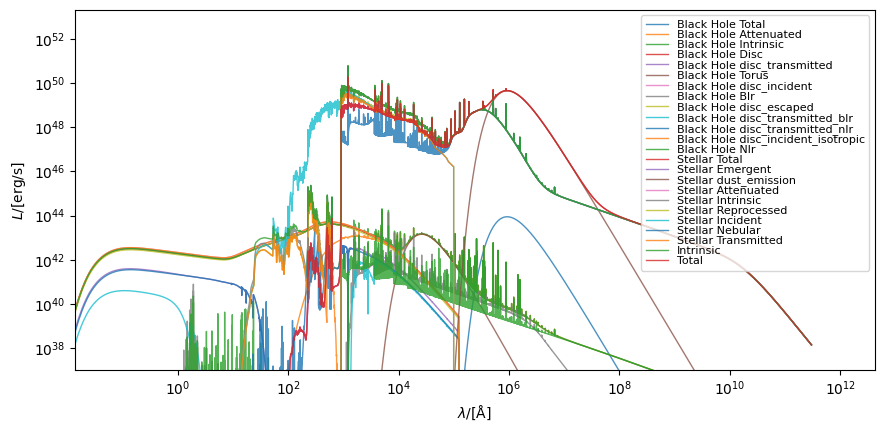 10^52
10^50
10^48
10^46
10^44
10^42
10^40
10^38
L/[erg/s]
Black Hole Total
Black Hole Attenuated
Black Hole Intrinsic
Black Hole Disc
Black Hole disc_transmitted
Black Hole Torus
Black Hole disc_incident
Black Hole Blr
Black Hole disc_escaped
Black Hole disc_transmitted_blr
Black Hole disc_transmitted_nlr
Black Hole disc_incident_isotropic
Black Hole Nlr
Stellar Total
Stellar Emergent
Stellar dust_emission
Stellar Attenuated
Stellar Intrinsic
Stellar Reprocessed
Stellar Incident
Stellar Nebular
Stellar Transmitted
Intrinsic
Total
10^0 10^2 10^4 10^6 10^8 10^10 10^12
λ/[Å]